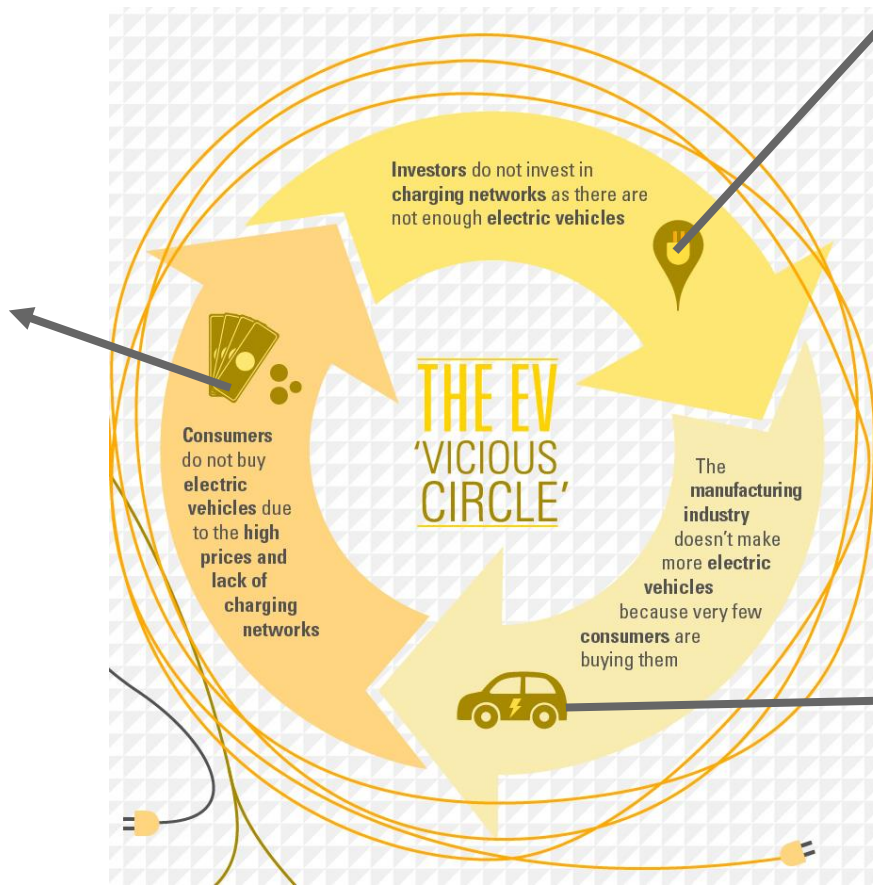 Investors do not invest in
charging networks as there are
not enough electric vehicles
THE EV
'VICIOUS
CIRCLE'
The
manufacturing
industry
doesn't make
more electric
vehicles
because very few
consumers are
buying them
Consumers
do not buy
electric
vehicles due
to the high
prices and
lack of
charging
networks